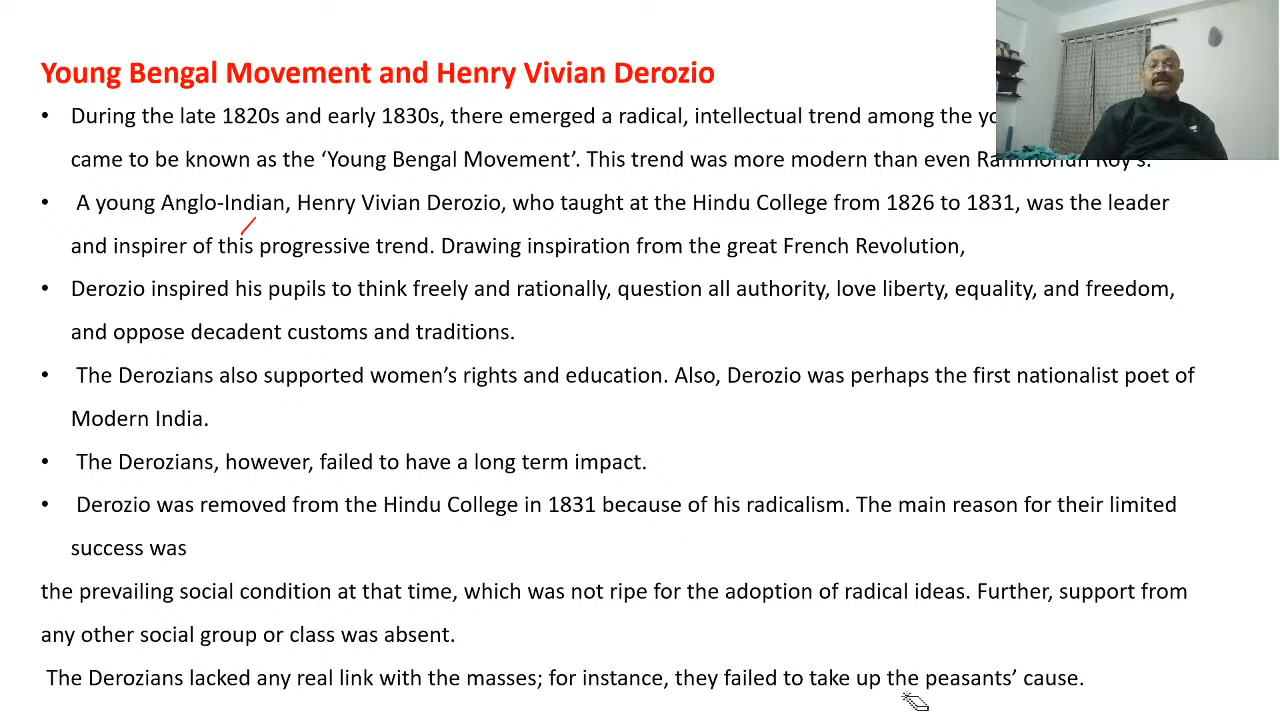 Young Bengal Movement and Henry Vivian Derozio
• During the late 1820s and early 1830s, there emerged a radical, intellectual trend among the
came to be known as the ‘Young Bengal Movement’. This trend was more modern than even Rammohun Roy’s.
• A young Anglo-Indian, Henry Vivian Derozio, who taught at the Hindu College from 1826 to 1831, was the leader
and inspirer of this progressive trend. Drawing inspiration from the great French Revolution,
• Derozio inspired his pupils to think freely and rationally, question all authority, love liberty, equality, and freedom,
and oppose decadent customs and traditions.
• The Derozians also supported women’s rights and education. Also, Derozio was perhaps the first nationalist poet of
Modern India.
• The Derozians, however, failed to have a long term impact.
• Derozio was removed from the Hindu College in 1831 because of his radicalism. The main reason for their limited
success was
the prevailing social condition at that time, which was not ripe for the adoption of radical ideas. Further, support from
any other social group or class was absent.
The Derozians lacked any real link with the masses; for instance, they failed to take up the peasants’ cause.